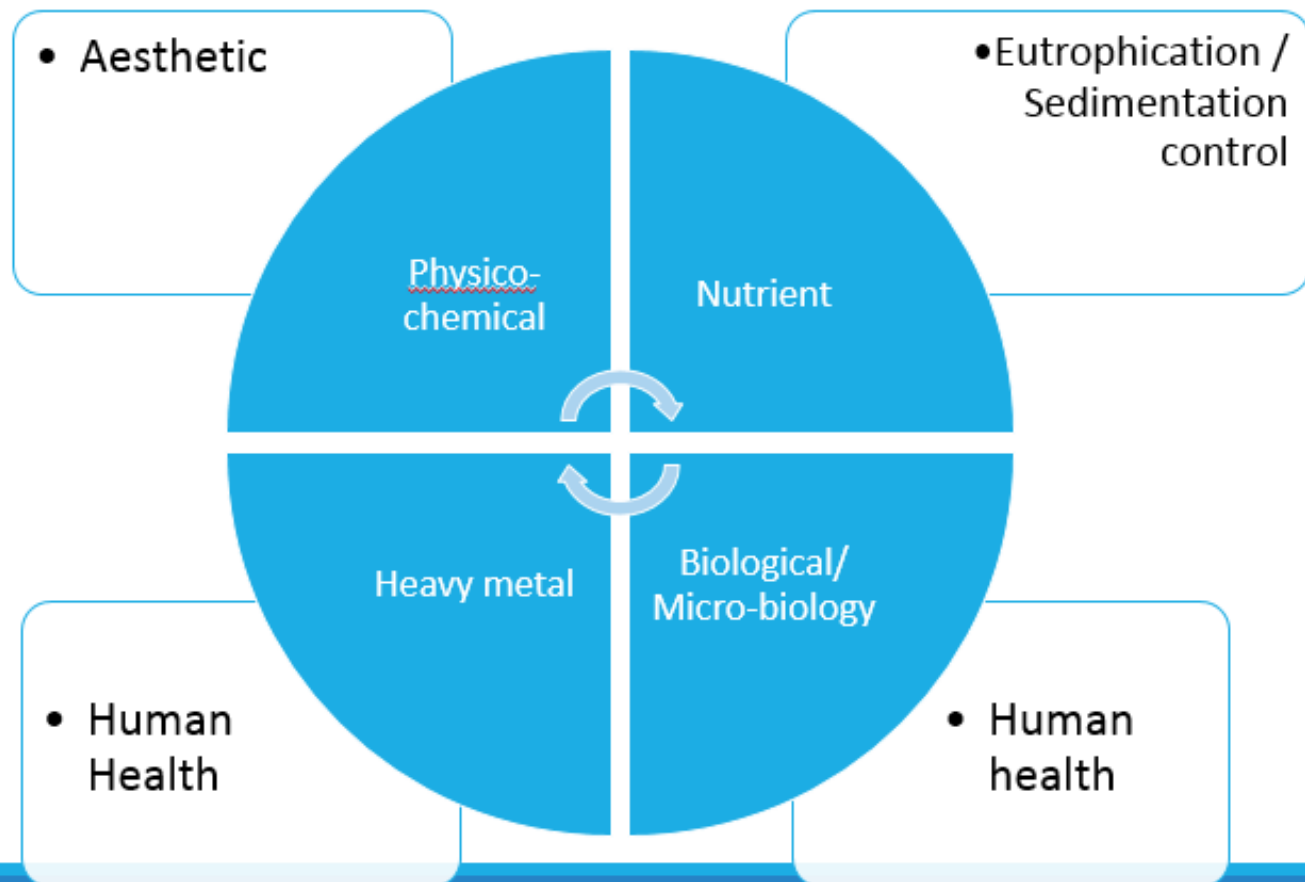 • Aesthetic
•Eutrophication /
Sedimentation
control
Physico-
chemical
Nutrient
Heavy metal
Biological/
Micro-biology
• Human
Health
• Human
health